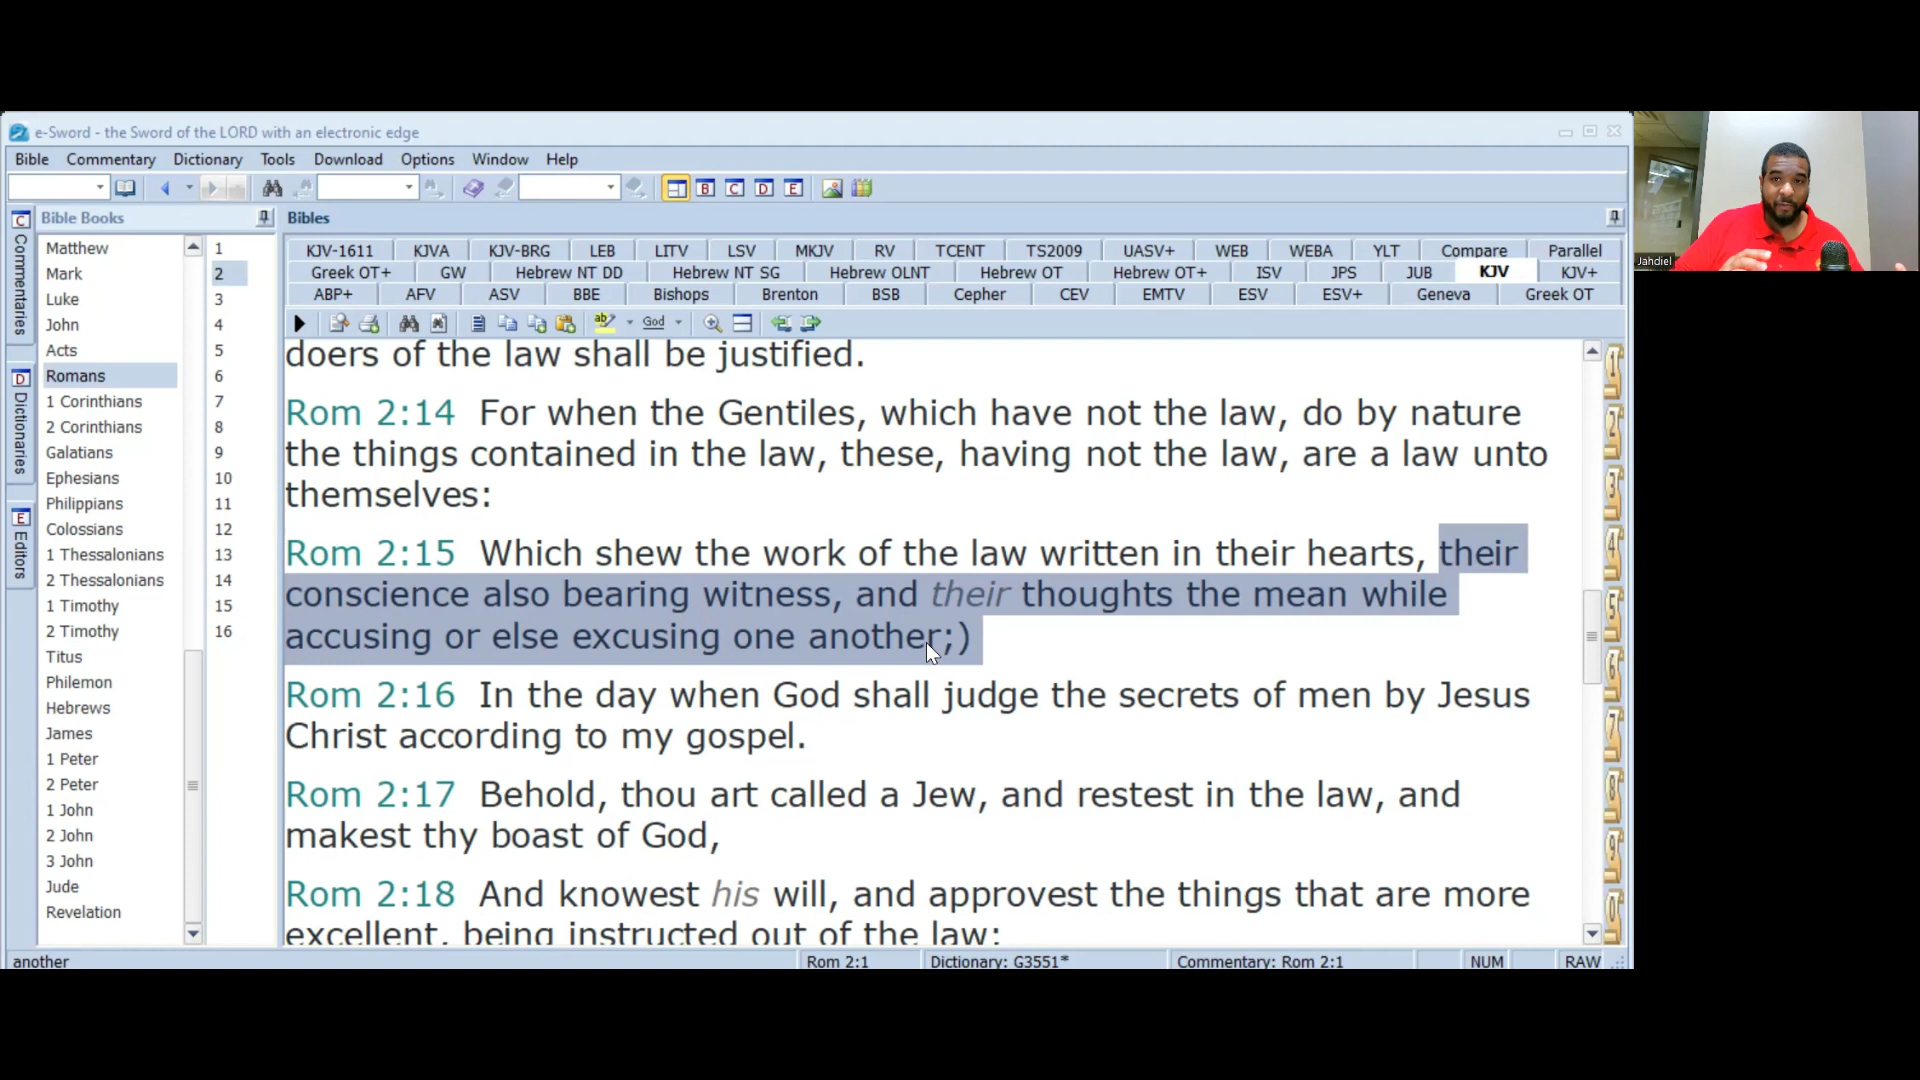 e-Sword - the Sword of the LORD with an electronic edge
Bible Commentary Dictionary Tools Download Options Window Help
B C D E
Bible Books
Bibles
C Commentaries
D Dictionaries
E Editors
Matthew
Mark
Luke
John
Acts
Romans
1 Corinthians
2 Corinthians
Galatians
Ephesians
Philippians
Colossians
1 Thessalonians
2 Thessalonians
1 Timothy
2 Timothy
Titus
Philemon
Hebrews
James
1 Peter
2 Peter
1 John
2 John
3 John
Jude
Revelation
1
2
3
4
5
6
7
8
9
10
11
12
13
14
15
16
KJV-1611 KJVA KJV-BRG LEB LITV LSV MKJV RV TCENT TS2009 UASV+ WEB WEBA YLT Compare Parallel
Greek OT+ GW Hebrew NT DD Hebrew NT SG Hebrew OLNT Hebrew OT Hebrew OT+ ISV JPS JUB KJV KJV+
ABP+ AFV ASV BBE Bishops Brenton BSB Cepher CEV EMTV ESV ESV+ Geneva Greek OT
ab God
doers of the law shall be justified.
Rom 2:14 For when the Gentiles, which have not the law, do by nature
the things contained in the law, these, having not the law, are a law unto
themselves:
Rom 2:15 Which shew the work of the law written in their hearts, their
conscience also bearing witness, and their thoughts the mean while
accusing or else excusing one another;)
Rom 2:16 In the day when God shall judge the secrets of men by Jesus
Christ according to my gospel.
Rom 2:17 Behold, thou art called a Jew, and restest in the law, and
makest thy boast of God,
Rom 2:18 And knowest his will, and approvest the things that are more
excellent, being instructed out of the law;
1
2
3
4
5
6
7
8
9
0
another Rom 2:1 Dictionary: G3551* Commentary: Rom 2:1 NUM RAW
Jahdiel